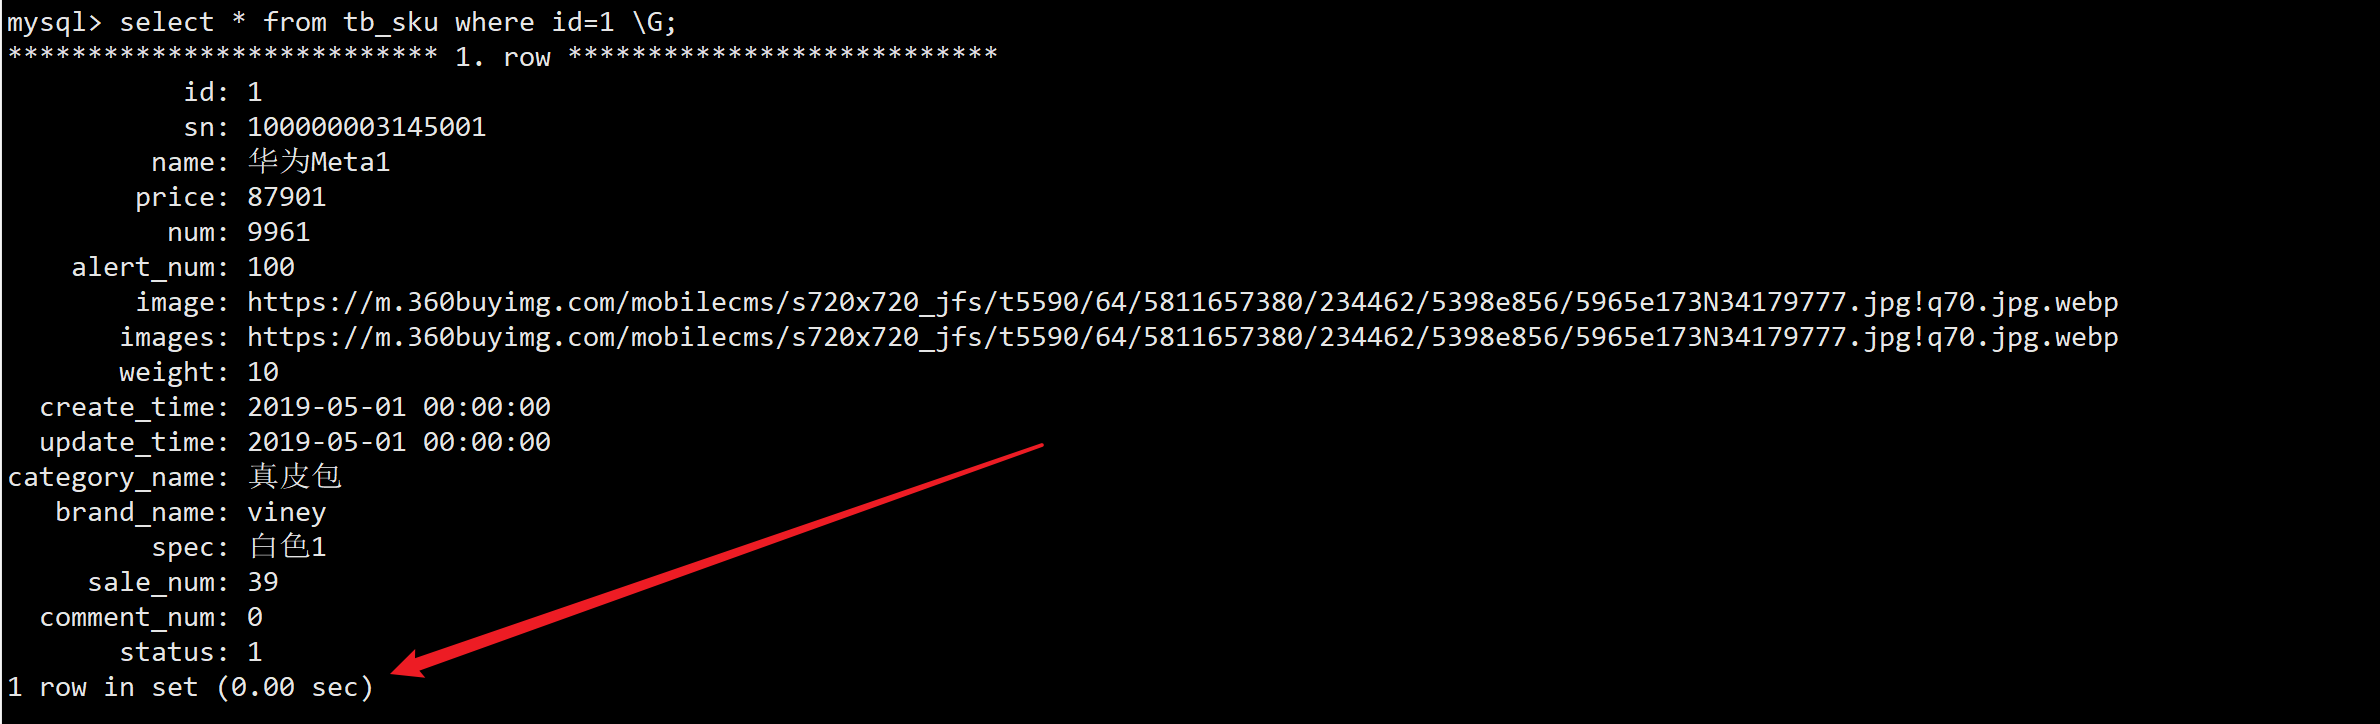 mysql> select * from tb_sku where id=1 \G;
*************************** 1. row ***************************
id: 1
sn: 100000003145001
name: 华为Meta1
price: 87901
num: 9961
alert_num: 100
image: https://m.360buyimg.com/mobilecms/s720x720_jfs/t5590/64/5811657380/234462/5398e856/5965e173N34179777.jpg!q70.jpg.webp
images: https://m.360buyimg.com/mobilecms/s720x720_jfs/t5590/64/5811657380/234462/5398e856/5965e173N34179777.jpg!q70.jpg.webp
weight: 10
create_time: 2019-05-01 00:00:00
update_time: 2019-05-01 00:00:00
category_name: 真皮包
brand_name: viney
spec: 白色1
sale_num: 39
comment_num: 0
status: 1
1 row in set (0.00 sec)